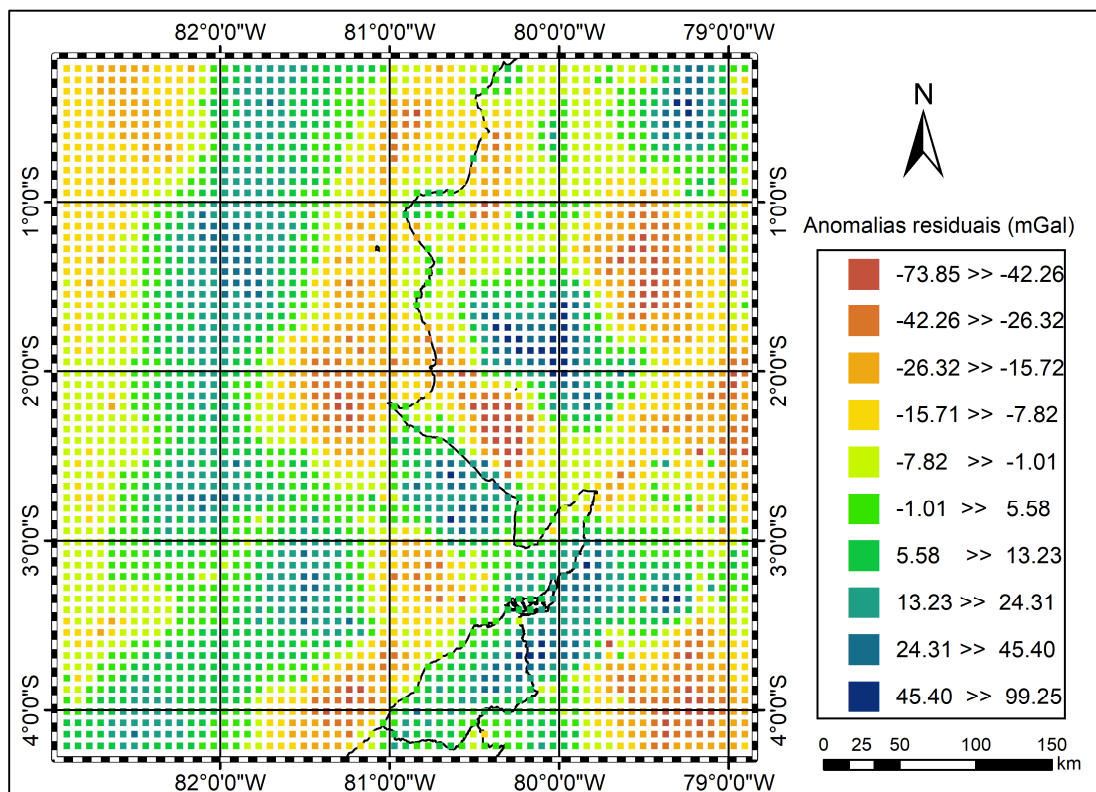 82°0'0"W 81°0'0"W 80°0'0"W 79°0'0"W
1°0'0"S
2°0'0"S
3°0'0"S
4°0'0"S
1°0'0"S
2°0'0"S
3°0'0"S
4°0'0"S
82°0'0"W 81°0'0"W 80°0'0"W 79°0'0"W
N
Anomalias residuais (mGal)
-73.85 >> -42.26
-42.26 >> -26.32
-26.32 >> -15.72
-15.71 >> -7.82
-7.82 >> -1.01
-1.01 >> 5.58
5.58 >> 13.23
13.23 >> 24.31
24.31 >> 45.40
45.40 >> 99.25
0 25 50 100 150
km